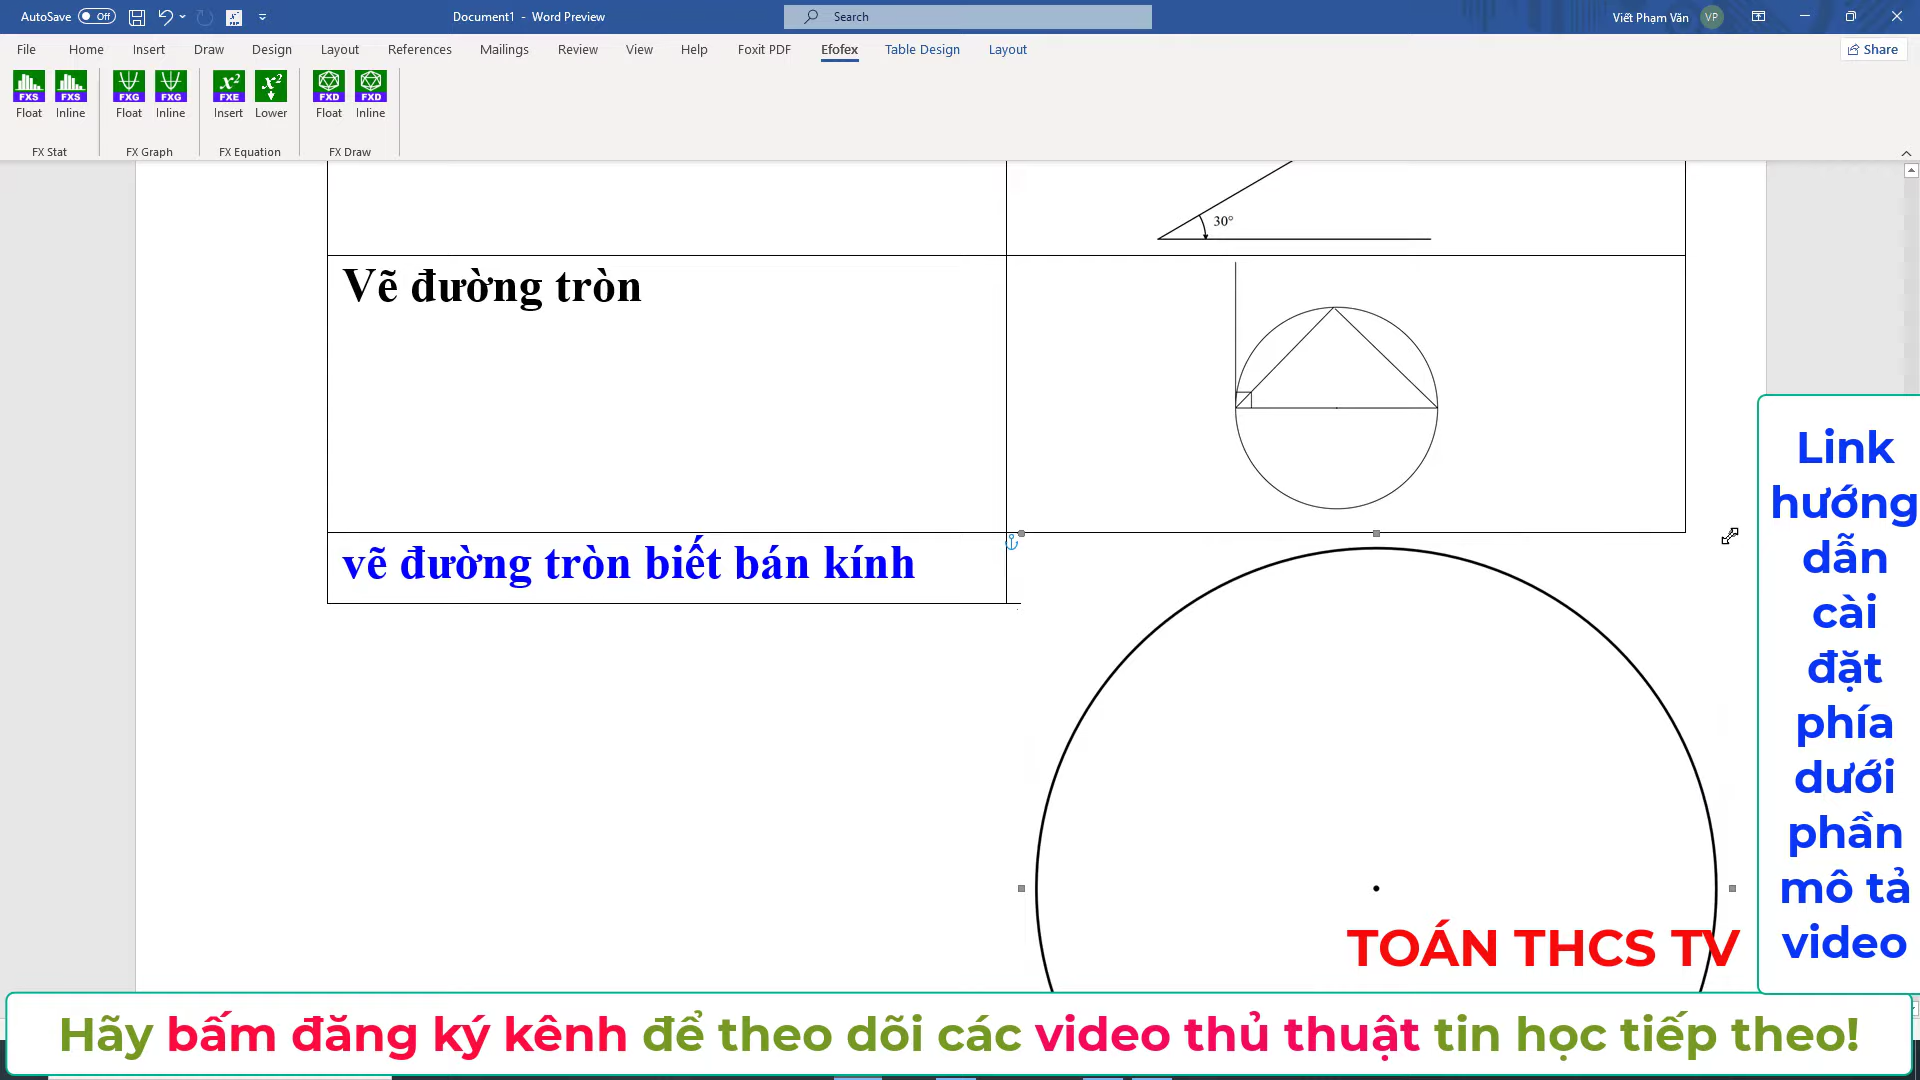 AutoSave Off Document1 - Word Preview Search Viết Phạm Văn VP
File Home Insert Draw Design Layout References Mailings Review View Help Foxit PDF Efofex Table Design Layout Share
FXS FXS FXG FXG x² FXE x² FXD FXD
Float Inline Float Inline Insert Lower Float Inline
FX Stat FX Graph FX Equation FX Draw
30°
Vẽ đường tròn
vẽ đường tròn biết bán kính
Link
hướng
dẫn
cài
đặt
phía
dưới
phần
mô tả
video
TOÁN THCS TV
Hãy bấm đăng ký kênh để theo dõi các video thủ thuật tin học tiếp theo!